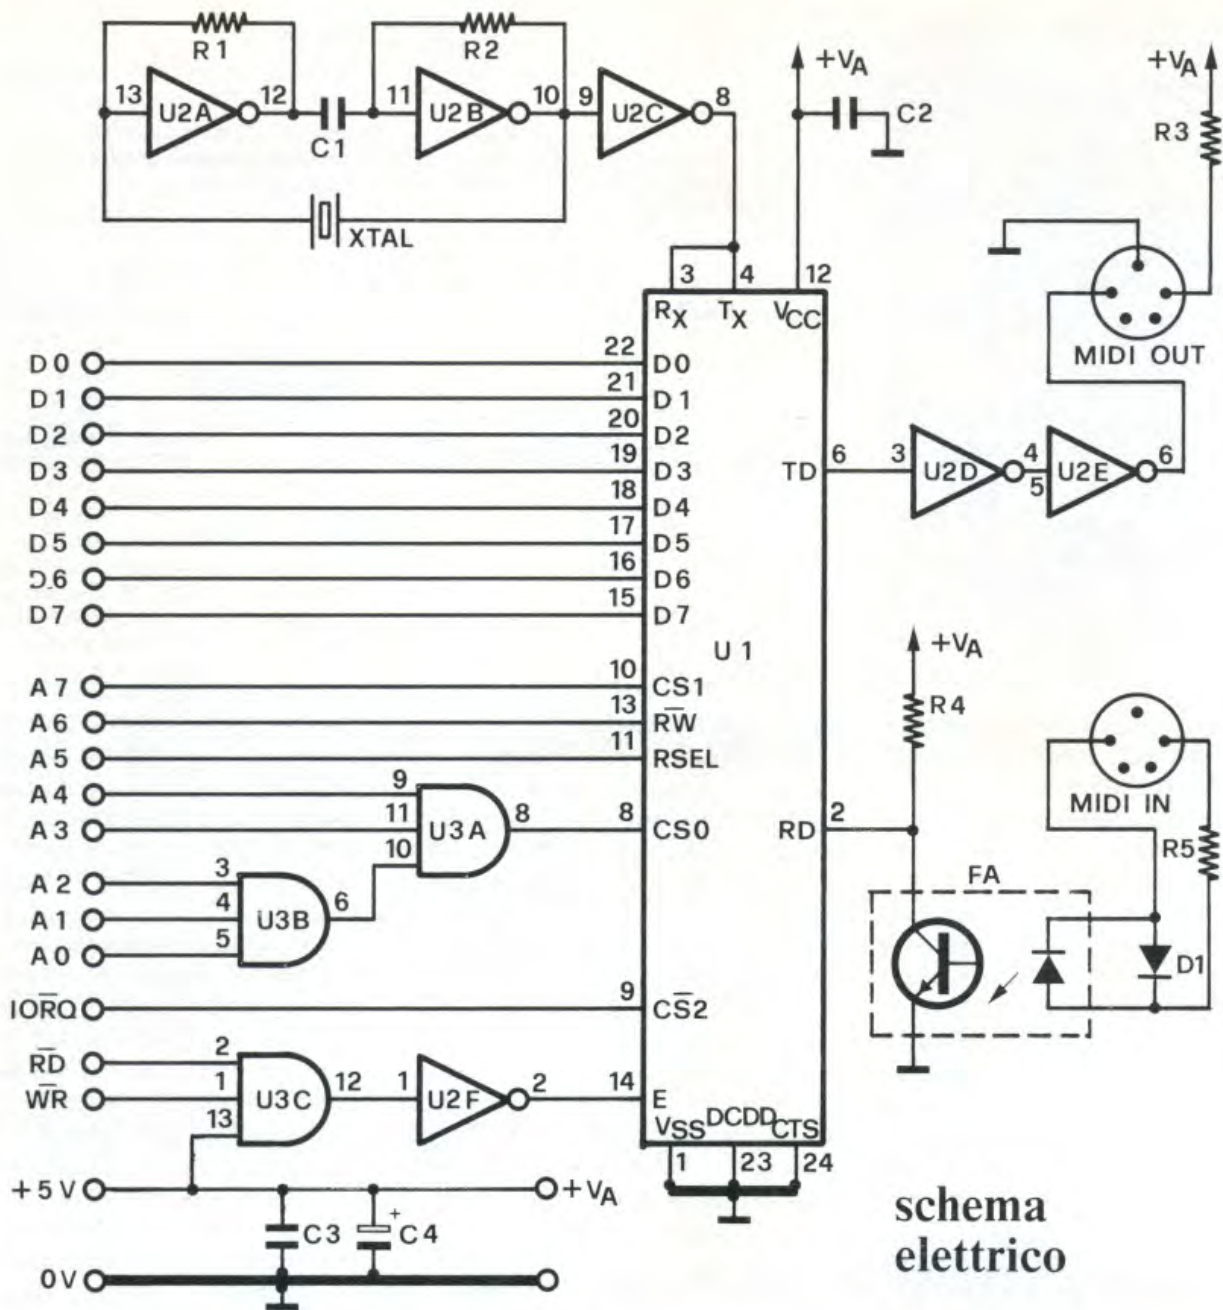 R1
R2
13
U2A
12
C1
11
U2B
10
9
U2C
8
XTAL
+VA
C2
+VA
R3
3
4
12
RX
TX
VCC
MIDI OUT
D0
22
D0
D1
21
D1
D2
20
D2
D3
19
D3
D4
18
D4
D5
17
D5
D6
16
D6
D7
15
D7
U1
TD
6
3
U2D
4
5
U2E
6
A7
10
CS1
A6
13
R̅W̅
A5
11
RSEL
A4
9
A3
11
10
U3A
8
8
CS0
RD
2
+VA
R4
MIDI IN
R5
FA
D1
A2
3
A1
4
A0
5
U3B
6
IO̅R̅Q̅
9
CS̅2
R̅D̅
2
W̅R̅
1
13
U3C
12
1
U2F
2
14
E
VSS
DCDD
CTS
1
23
24
+5V
+VA
C3
+
C4
0V
schema
elettrico